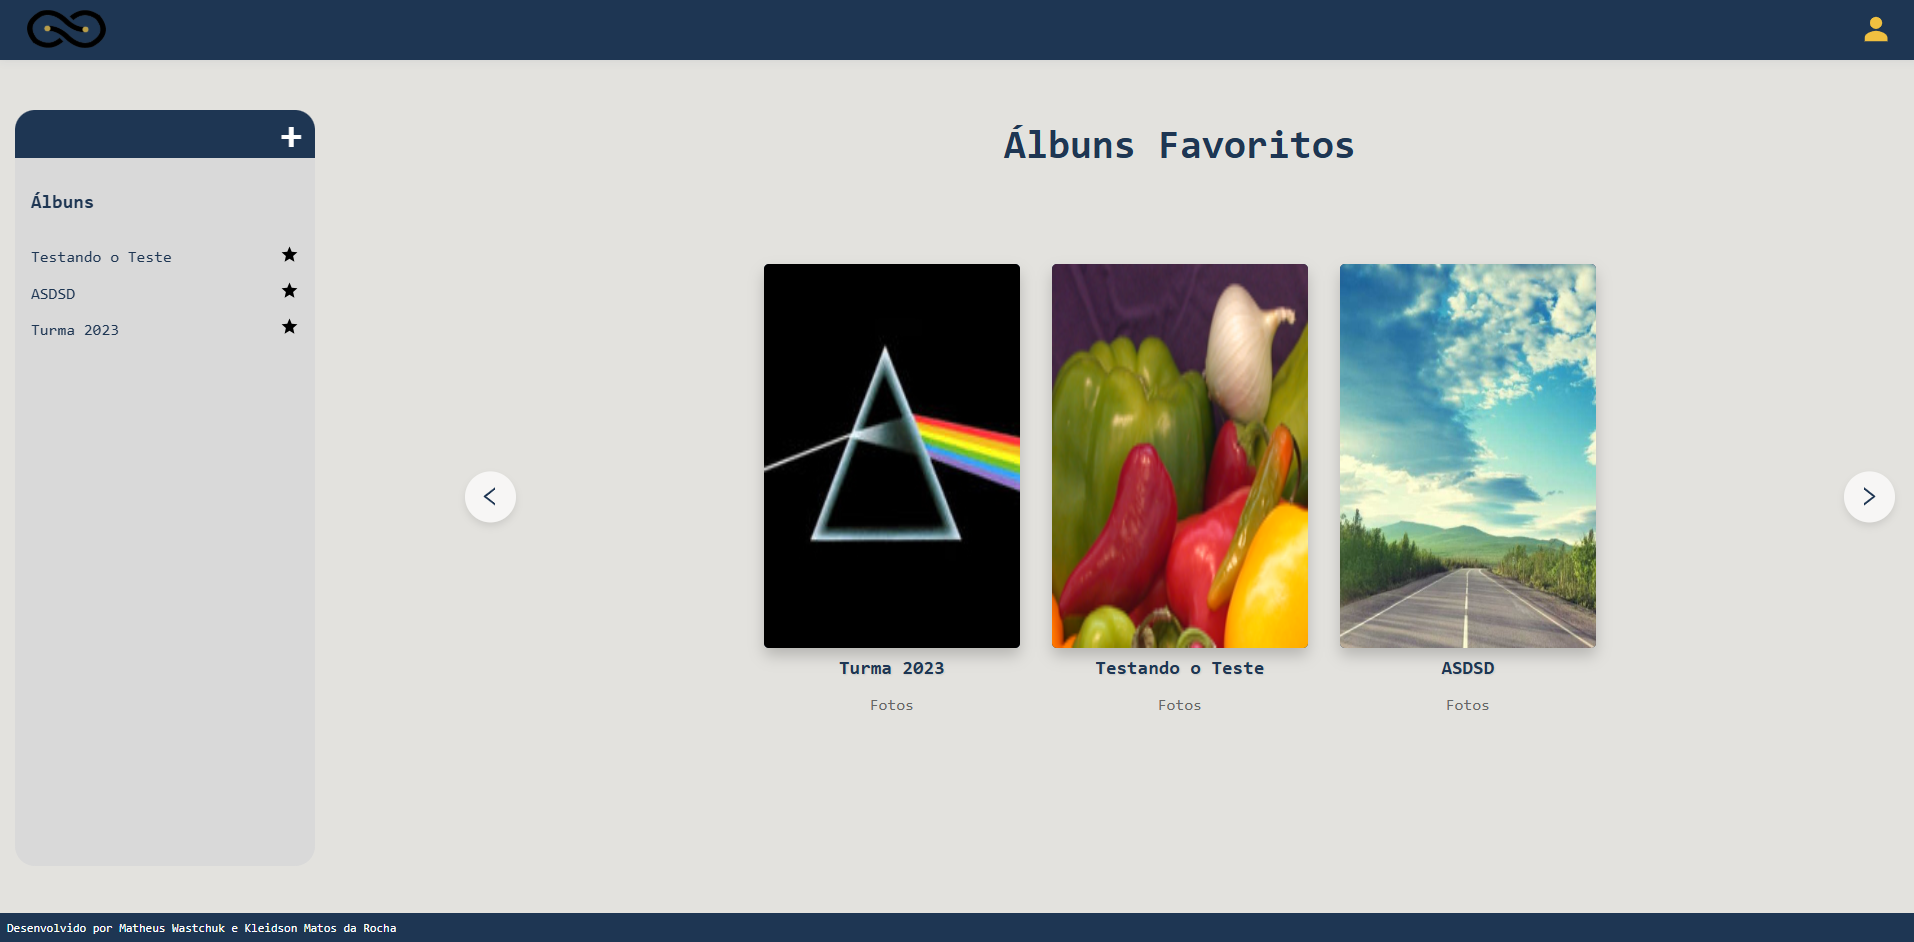 Álbuns
Testando o Teste
ASDSD
Turma 2023
Álbuns Favoritos
Turma 2023
Fotos
Testando o Teste
Fotos
ASDSD
Fotos
Desenvolvido por Matheus Wastchuk e Kleidson Matos da Rocha